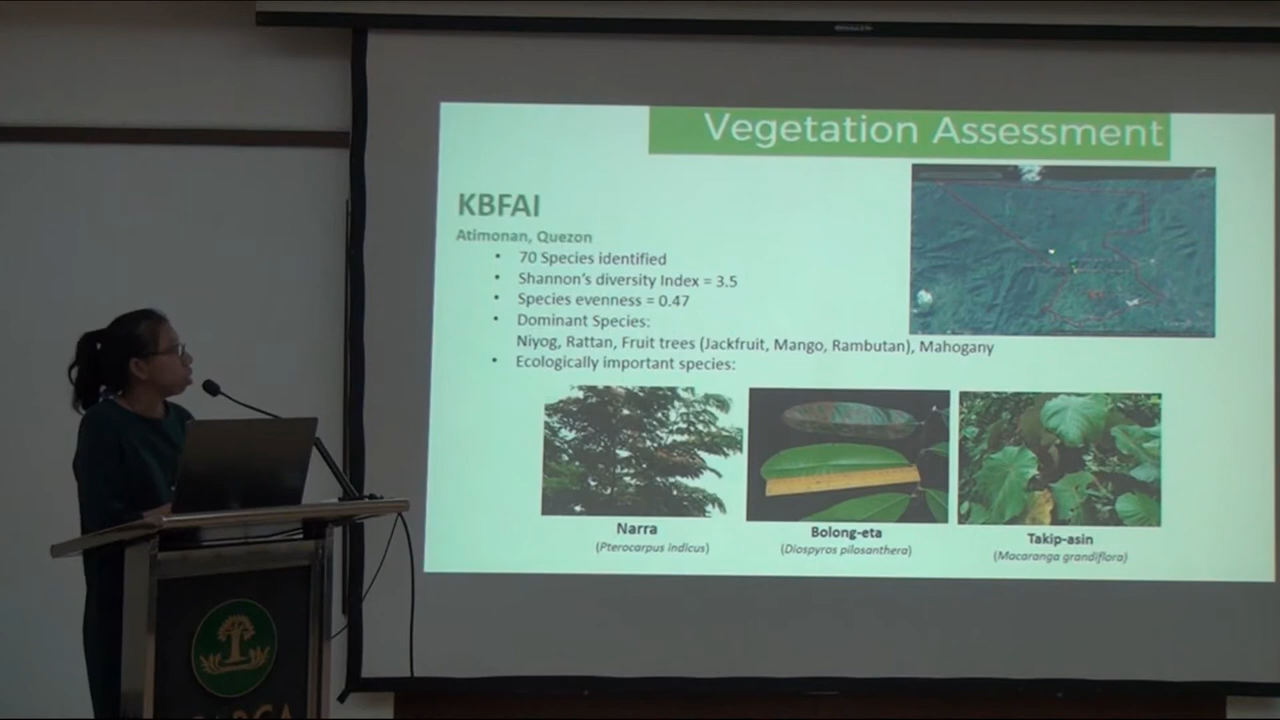 Vegetation Assessment
KBFAI
Atimonan, Quezon
• 70 Species identified
• Shannon's diversity Index = 3.5
• Species evenness = 0.47
• Dominant Species:
Niyog, Rattan, Fruit trees (Jackfruit, Mango, Rambutan), Mahogany
• Ecologically important species:
Narra
(Pterocarpus indicus)
Bolong-eta
(Diospyros pilosanthera)
Takip-asin
(Macaranga grandiflora)